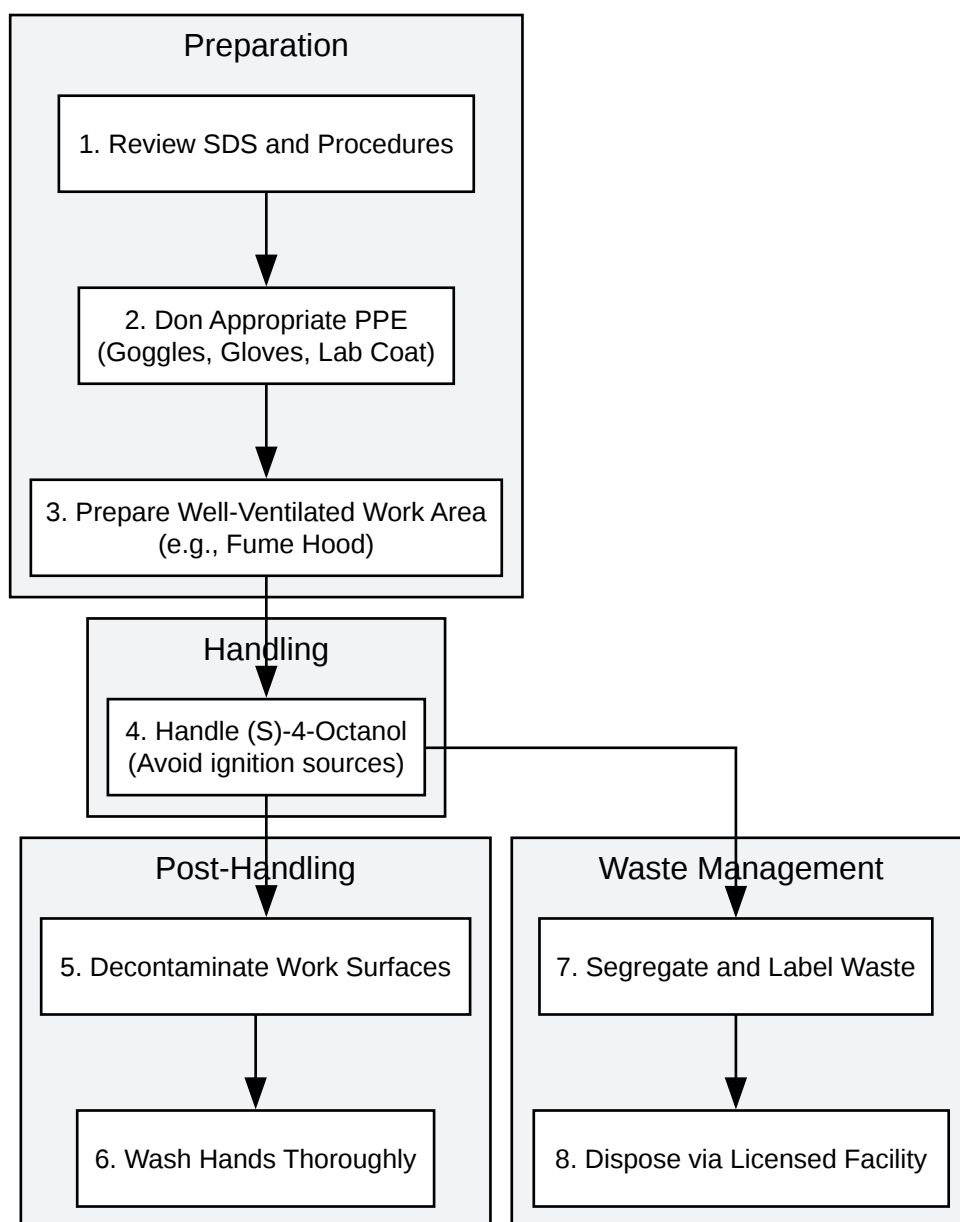 Preparation
1. Review SDS and Procedures
2. Don Appropriate PPE
(Goggles, Gloves, Lab Coat)
3. Prepare Well-Ventilated Work Area
(e.g., Fume Hood)
Handling
4. Handle (S)-4-Octanol
(Avoid ignition sources)
Post-Handling
5. Decontaminate Work Surfaces
6. Wash Hands Thoroughly
Waste Management
7. Segregate and Label Waste
8. Dispose via Licensed Facility